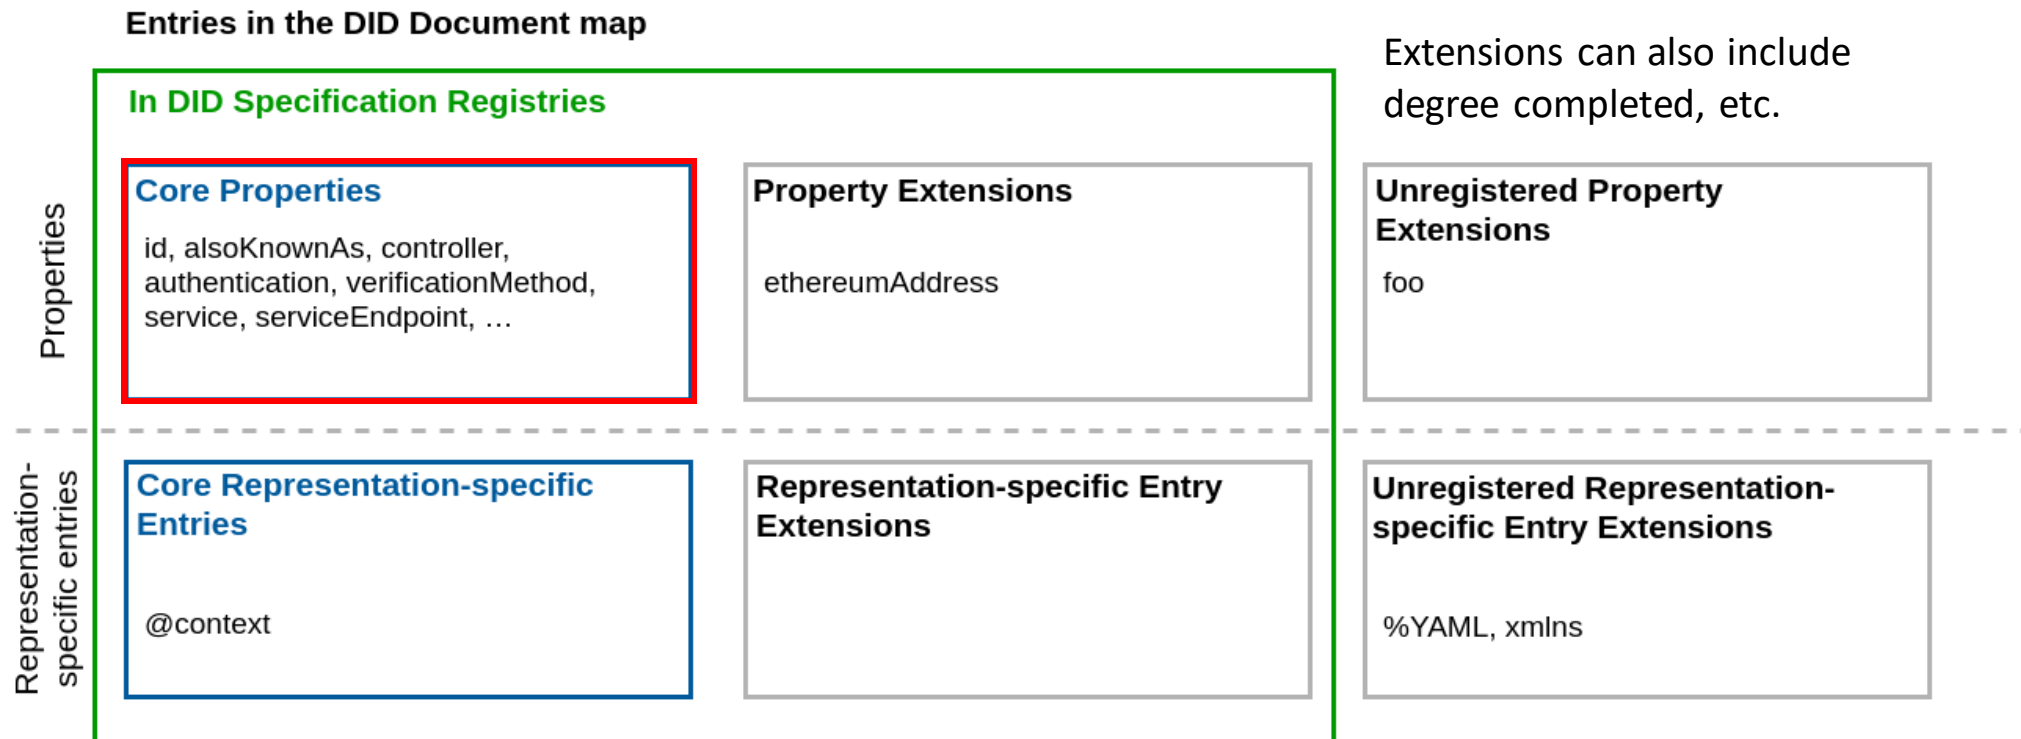 Entries in the DID Document map
Extensions can also include
degree completed, etc.
In DID Specification Registries
Properties
Core Properties
id, alsoKnownAs, controller,
authentication, verificationMethod,
service, serviceEndpoint, …
Property Extensions
ethereumAddress
Unregistered Property
Extensions
foo
Representation-
specific entries
Core Representation-specific
Entries
@context
Representation-specific Entry
Extensions
Unregistered Representation-
specific Entry Extensions
%YAML, xmlns